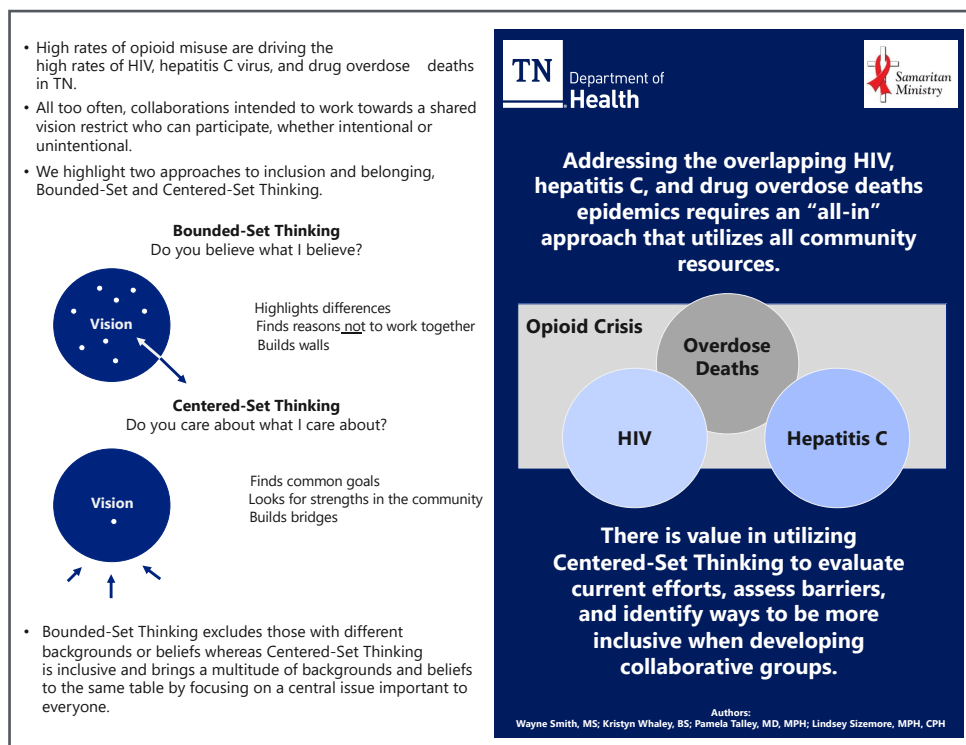 • High rates of opioid misuse are driving the
high rates of HIV, hepatitis C virus, and drug overdose deaths
in TN.
• All too often, collaborations intended to work towards a shared
vision restrict who can participate, whether intentional or
unintentional.
• We highlight two approaches to inclusion and belonging,
Bounded-Set and Centered-Set Thinking.
Bounded-Set Thinking
Do you believe what I believe?
Vision
Highlights differences
Finds reasons not to work together
Builds walls
Centered-Set Thinking
Do you care about what I care about?
Vision
Finds common goals
Looks for strengths in the community
Builds bridges
• Bounded-Set Thinking excludes those with different
backgrounds or beliefs whereas Centered-Set Thinking
is inclusive and brings a multitude of backgrounds and beliefs
to the same table by focusing on a central issue important to
everyone.
TN
Department of
Health
Samaritan
Ministry
Addressing the overlapping HIV,
hepatitis C, and drug overdose deaths
epidemics requires an “all-in”
approach that utilizes all community
resources.
Opioid Crisis
Overdose
Deaths
HIV
Hepatitis C
There is value in utilizing
Centered-Set Thinking to evaluate
current efforts, assess barriers,
and identify ways to be more
inclusive when developing
collaborative groups.
Authors:
Wayne Smith, MS; Kristyn Whaley, BS; Pamela Talley, MD, MPH; Lindsey Sizemore, MPH, CPH